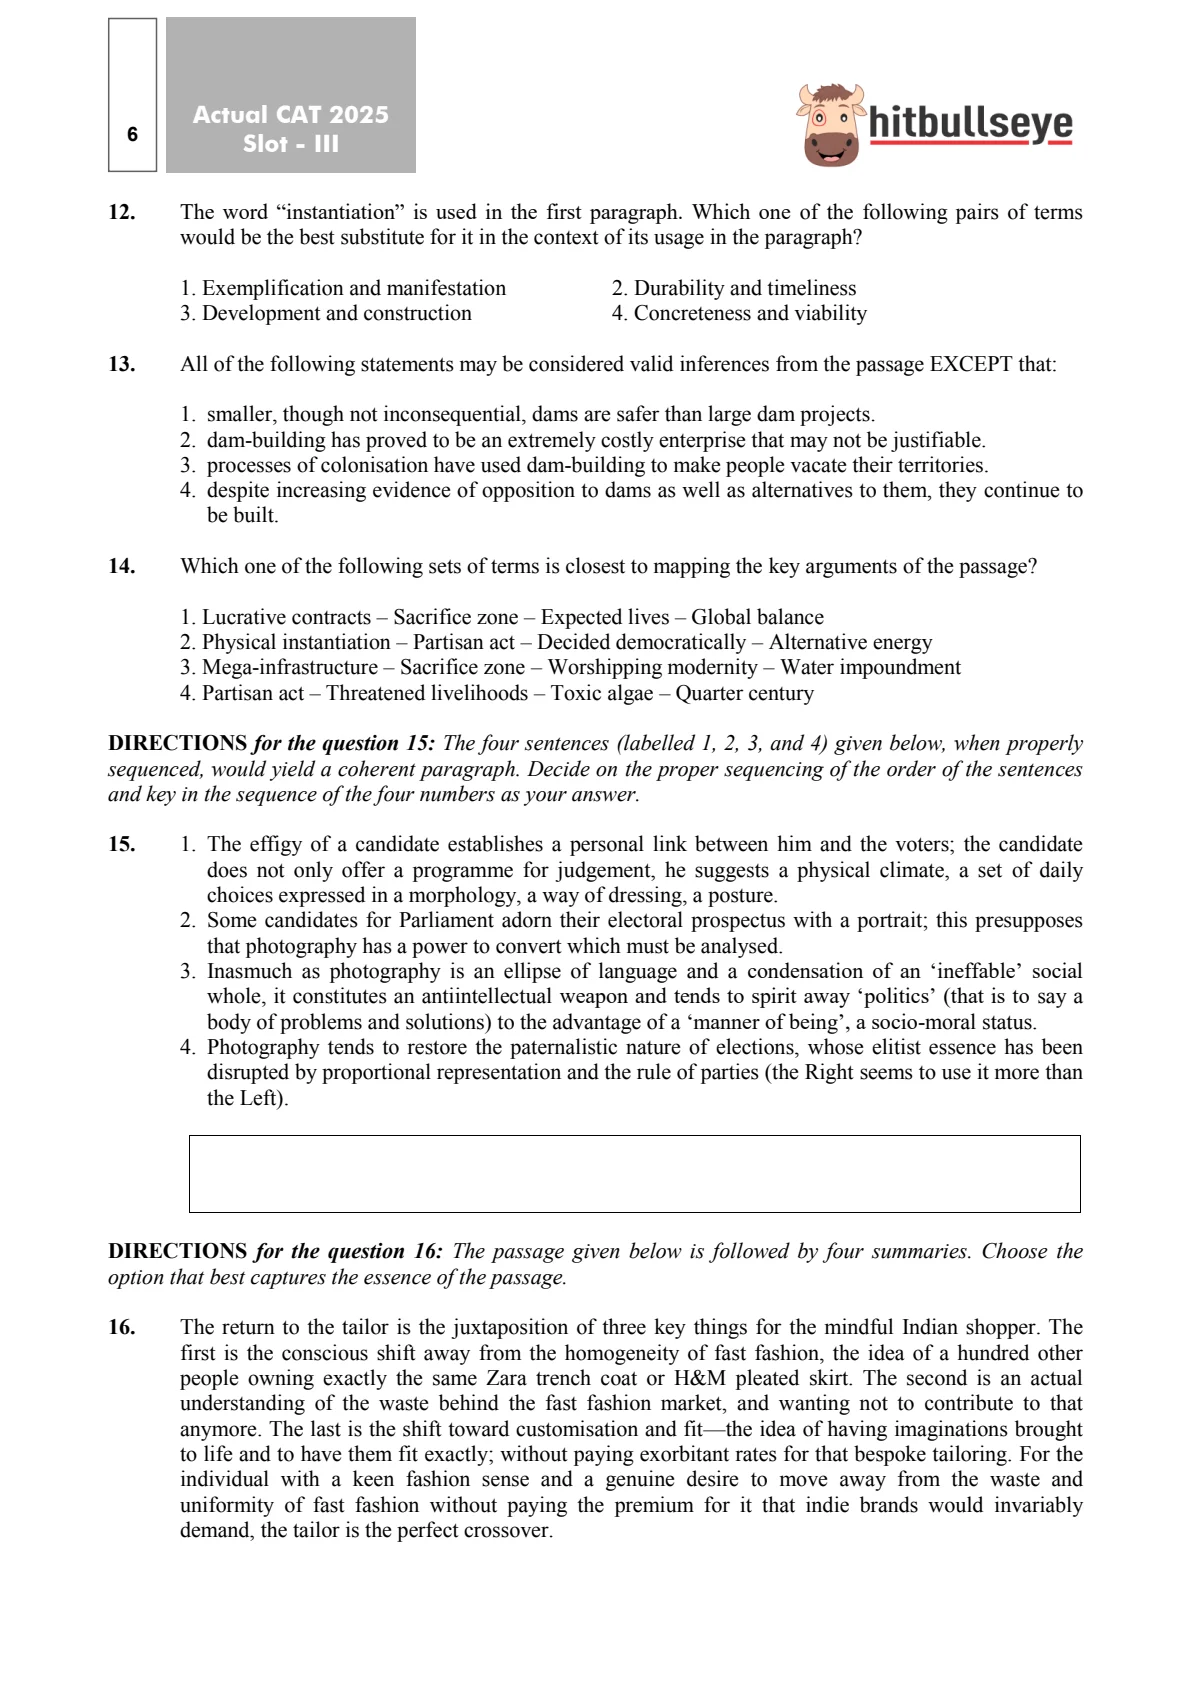 6
Actual CAT 2025
Slot - III
hitbullseye
12. The word “instantiation” is used in the first paragraph. Which one of the following pairs of terms
would be the best substitute for it in the context of its usage in the paragraph?
1. Exemplification and manifestation 2. Durability and timeliness
3. Development and construction 4. Concreteness and viability
13. All of the following statements may be considered valid inferences from the passage EXCEPT that:
1. smaller, though not inconsequential, dams are safer than large dam projects.
2. dam-building has proved to be an extremely costly enterprise that may not be justifiable.
3. processes of colonisation have used dam-building to make people vacate their territories.
4. despite increasing evidence of opposition to dams as well as alternatives to them, they continue to
be built.
14. Which one of the following sets of terms is closest to mapping the key arguments of the passage?
1. Lucrative contracts – Sacrifice zone – Expected lives – Global balance
2. Physical instantiation – Partisan act – Decided democratically – Alternative energy
3. Mega-infrastructure – Sacrifice zone – Worshipping modernity – Water impoundment
4. Partisan act – Threatened livelihoods – Toxic algae – Quarter century
DIRECTIONS for the question 15: The four sentences (labelled 1, 2, 3, and 4) given below, when properly
sequenced, would yield a coherent paragraph. Decide on the proper sequencing of the order of the sentences
and key in the sequence of the four numbers as your answer.
15. 1. The effigy of a candidate establishes a personal link between him and the voters; the candidate
does not only offer a programme for judgement, he suggests a physical climate, a set of daily
choices expressed in a morphology, a way of dressing, a posture.
2. Some candidates for Parliament adorn their electoral prospectus with a portrait; this presupposes
that photography has a power to convert which must be analysed.
3. Inasmuch as photography is an ellipse of language and a condensation of an ‘ineffable’ social
whole, it constitutes an antiintellectual weapon and tends to spirit away ‘politics’ (that is to say a
body of problems and solutions) to the advantage of a ‘manner of being’, a socio-moral status.
4. Photography tends to restore the paternalistic nature of elections, whose elitist essence has been
disrupted by proportional representation and the rule of parties (the Right seems to use it more than
the Left).
DIRECTIONS for the question 16: The passage given below is followed by four summaries. Choose the
option that best captures the essence of the passage.
16. The return to the tailor is the juxtaposition of three key things for the mindful Indian shopper. The
first is the conscious shift away from the homogeneity of fast fashion, the idea of a hundred other
people owning exactly the same Zara trench coat or H&M pleated skirt. The second is an actual
understanding of the waste behind the fast fashion market, and wanting not to contribute to that
anymore. The last is the shift toward customisation and fit—the idea of having imaginations brought
to life and to have them fit exactly; without paying exorbitant rates for that bespoke tailoring. For the
individual with a keen fashion sense and a genuine desire to move away from the waste and
uniformity of fast fashion without paying the premium for it that indie brands would invariably
demand, the tailor is the perfect crossover.